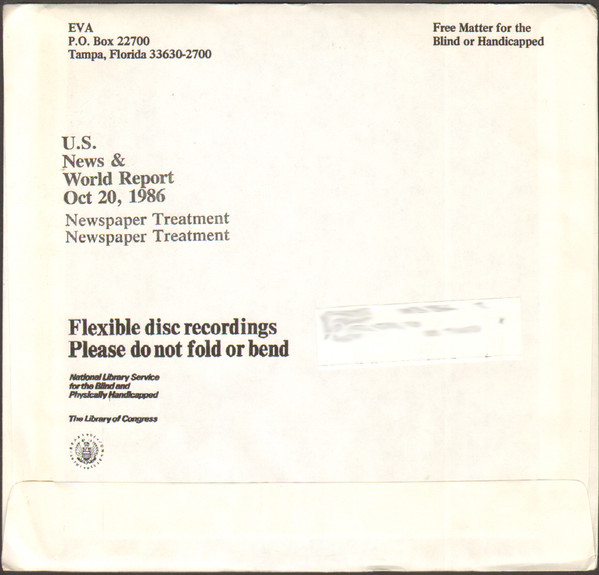 EVA
P.O. Box 22700
Tampa, Florida 33630-2700
Free Matter for the
Blind or Handicapped
U.S.
News &
World Report
Oct 20, 1986
Newspaper Treatment
Newspaper Treatment
Flexible disc recordings
Please do not fold or bend
National Library Service
for the Blind and
Physically Handicapped
The Library of Congress